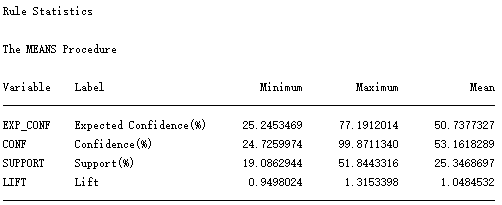 Rule Statistics
The MEANS Procedure
Variable Label Minimum Maximum Mean
EXP_CONF Expected Confidence(%) 25.2453469 77.1912014 50.7377327
CONF Confidence(%) 24.7259974 99.8711340 53.1618289
SUPPORT Support(%) 19.0862944 51.8443316 25.3468697
LIFT Lift 0.9498024 1.3153398 1.0484532